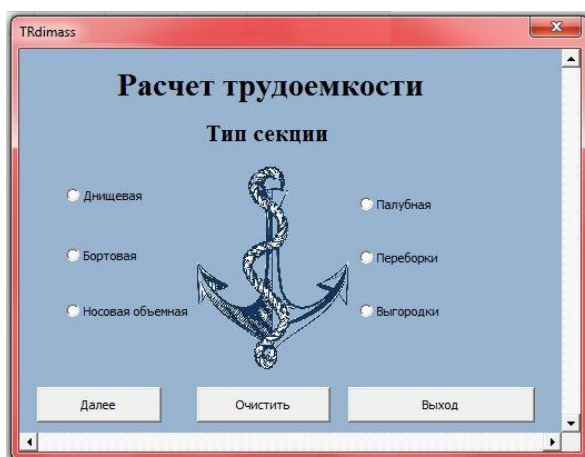 TRdimass
Расчет трудоемкости
Тип секции
Днищевая
Палубная
Бортовая
Переборки
Носовая объемная
Выгородки
Далее
Очистить
Выход